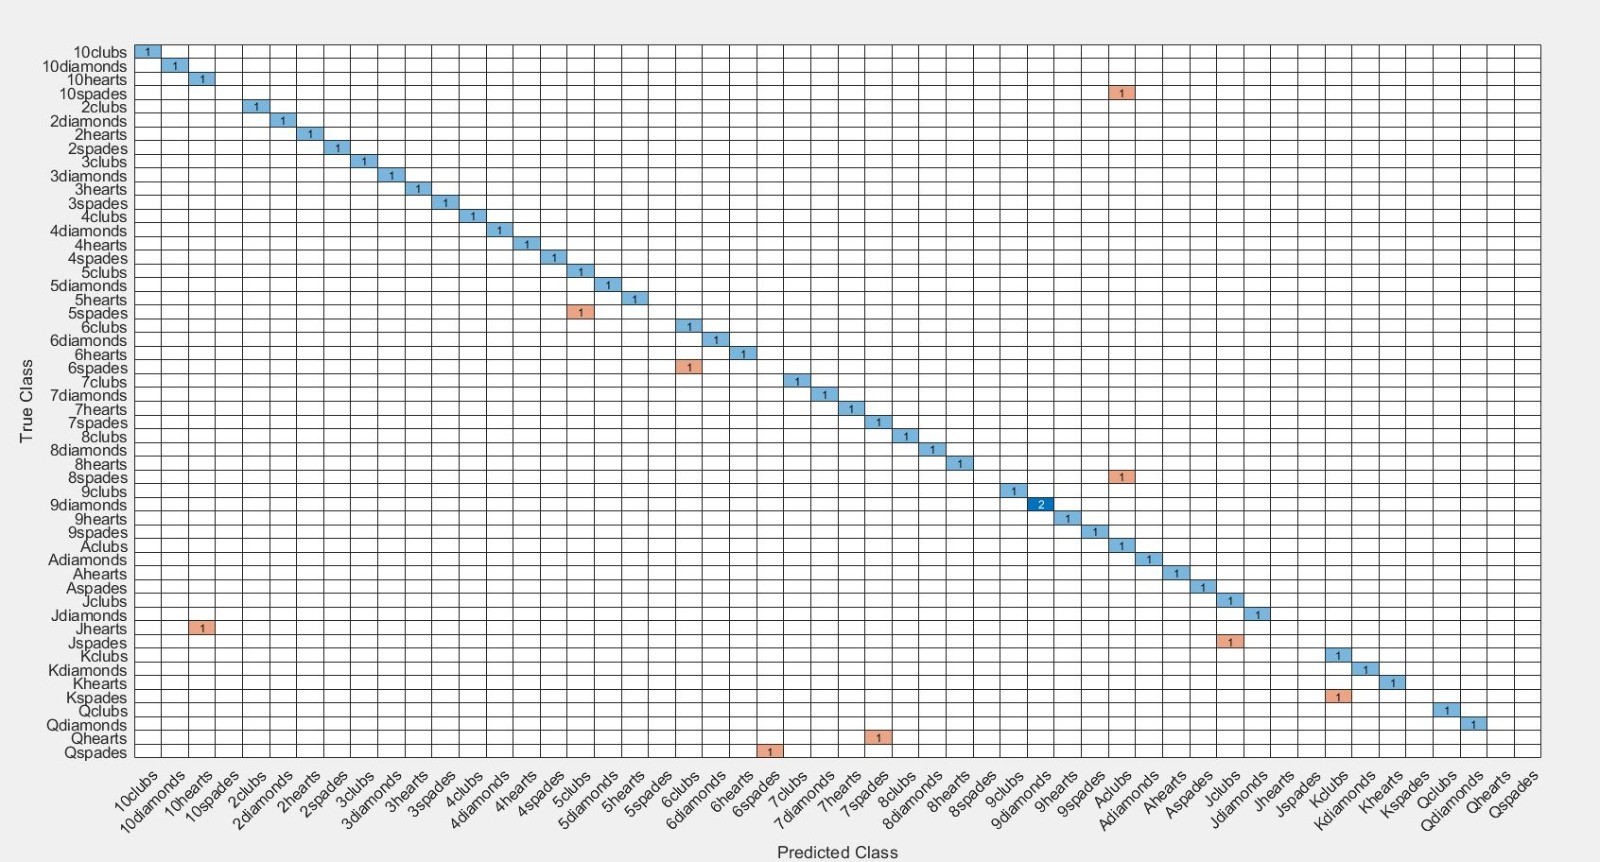 10clubs 1
10diamonds 1
10hearts 1
10spades 1
2clubs 1
2diamonds 1
2hearts 1
2spades 1
3clubs 1
3diamonds 1
3hearts 1
3spades 1
4clubs 1
4diamonds 1
4hearts 1
4spades 1
5clubs 1
5diamonds 1
5hearts 1
5spades 1
6clubs 1
6diamonds 1
6hearts 1
6spades 1
7clubs 1
7diamonds 1
7hearts 1
7spades 1
8clubs 1
8diamonds 1
8hearts 1
8spades 1
9clubs 1
9diamonds 2
9hearts 1
9spades 1
Aclubs 1
Adiamonds 1
Ahearts 1
Aspades 1
Jclubs 1
Jdiamonds 1
Jhearts 1
Jspades 1
Kclubs 1
Kdiamonds 1
Khearts 1
Kspades 1
Qclubs 1
Qdiamonds 1
Qhearts 1
Qspades 1
True Class
10clubs
10diamonds
10hearts
10spades
2clubs
2diamonds
2hearts
2spades
3clubs
3diamonds
3hearts
3spades
4clubs
4diamonds
4hearts
4spades
5clubs
5diamonds
5hearts
5spades
6clubs
6diamonds
6hearts
6spades
7clubs
7diamonds
7hearts
7spades
8clubs
8diamonds
8hearts
8spades
9clubs
9diamonds
9hearts
9spades
Aclubs
Adiamonds
Ahearts
Aspades
Jclubs
Jdiamonds
Jhearts
Jspades
Kclubs
Kdiamonds
Khearts
Kspades
Qclubs
Qdiamonds
Qhearts
Qspades
Predicted Class